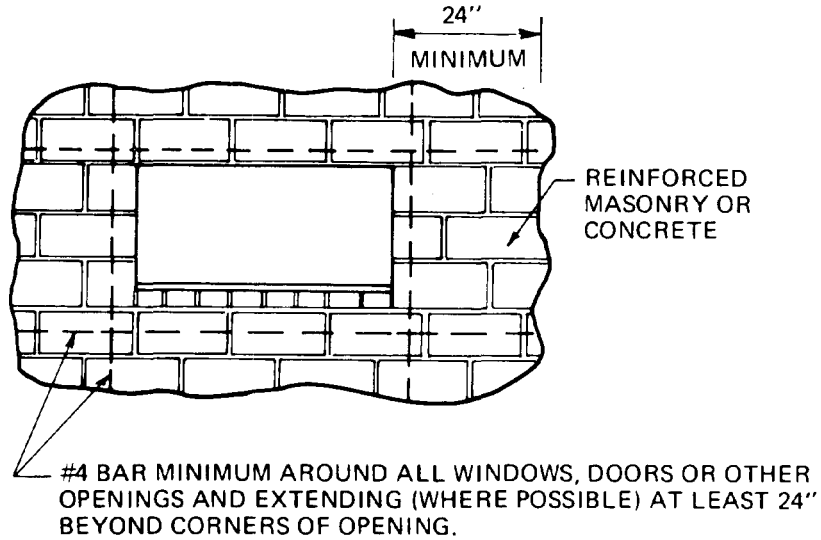 24"
MINIMUM
REINFORCED
MASONRY OR
CONCRETE
#4 BAR MINIMUM AROUND ALL WINDOWS, DOORS OR OTHER
OPENINGS AND EXTENDING (WHERE POSSIBLE) AT LEAST 24"
BEYOND CORNERS OF OPENING.